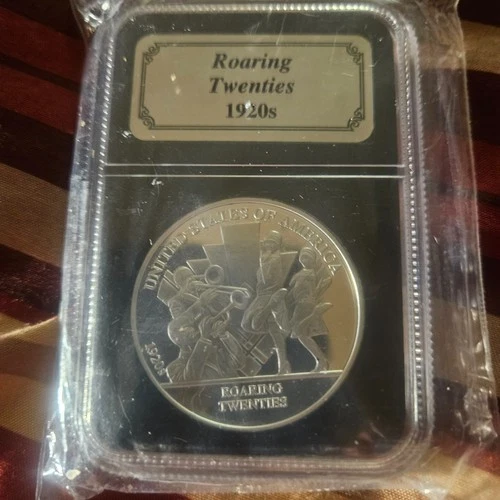 Roaring
Twenties
1920s
UNITED STATES OF AMERICA
1920s
ROARING
TWENTIES